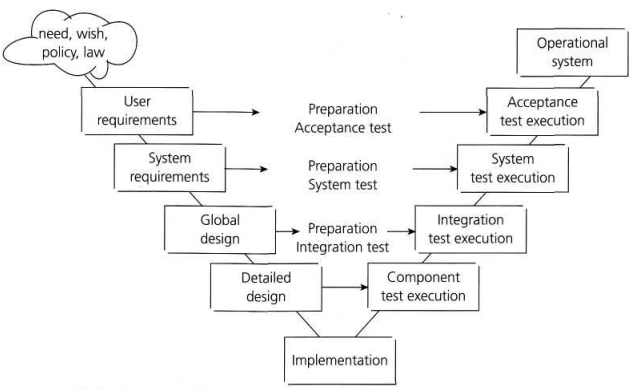 need, wish,
policy, law
Operational
system
User
requirements
Preparation
Acceptance test
Acceptance
test execution
System
requirements
Preparation
System test
System
test execution
Global
design
Preparation
Integration test
Integration
test execution
Detailed
design
Component
test execution
Implementation